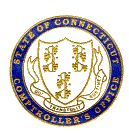 STATE OF CONNECTICUT
COMPTROLLER'S OFFICE